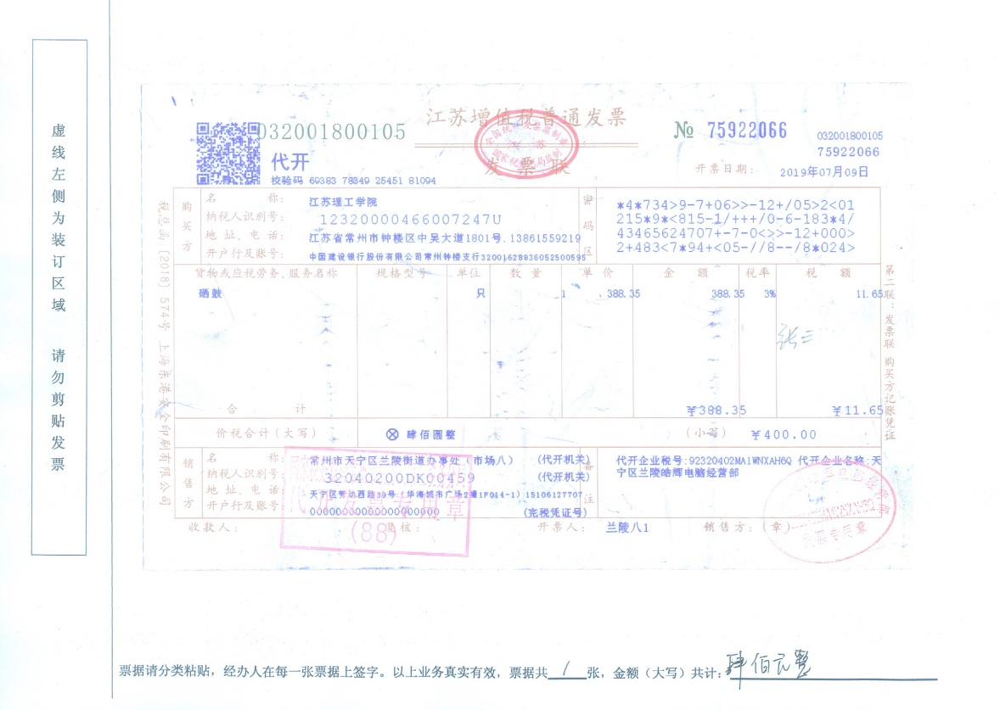 虚线左侧为装订区域 请勿剪贴发票
江苏增值税普通发票
发票联
032001800105
代开
校验码 60383 78349 25451 81094
№ 75922066
032001800105
75922066
开票日期: 2019年07月09日
税总函〔2018〕574号 上海东港安全印刷有限公司
购买方
名 称: 江苏理工学院
纳税人识别号: 12320000466007247U
地 址、电 话: 江苏省常州市钟楼区中吴大道1801号.13861559219
开户行及账号: 中国建设银行股份有限公司常州钟楼支行32001628836052500595
密码区
*4*734>9-7+06>>-12+/05>2<01
215*9*<815-1/+++/0-6-183*4/
43465624707+-7-0<>>-12+000>
2+483<7*94+<05-//8--/8*024>
货物或应税劳务、服务名称 规格型号 单位 数量 单价 金额 税率 税额
硒鼓 只 1 388.35 388.35 3% 11.65
张三
合 计 ¥388.35 ¥11.65
价税合计(大写) ⊗ 肆佰圆整 (小写) ¥400.00
第二联:发票联 购买方记账凭证
销售方
名 称: 常州市天宁区兰陵街道办事处(市场八) (代开机关)
纳税人识别号: 32040200DK00459 (代开机关)
地 址、电 话: 天宁区劳动西路39号(华海城市广场2幢1F014-1)15106127707
开户行及账号: 0000000000000000000 (完税凭证号)
备注
代开企业税号:92320402MA1WNXAH6Q 代开企业名称:天
宁区兰陵皓辉电脑经营部
收款人: 复核: 开票人: 兰陵八1 销售方:(章)
代开发票专用章
(88)
发票专用章
票据请分类粘贴，经办人在每一张票据上签字。以上业务真实有效，票据共 1 张，金额（大写）共计: 肆佰元整